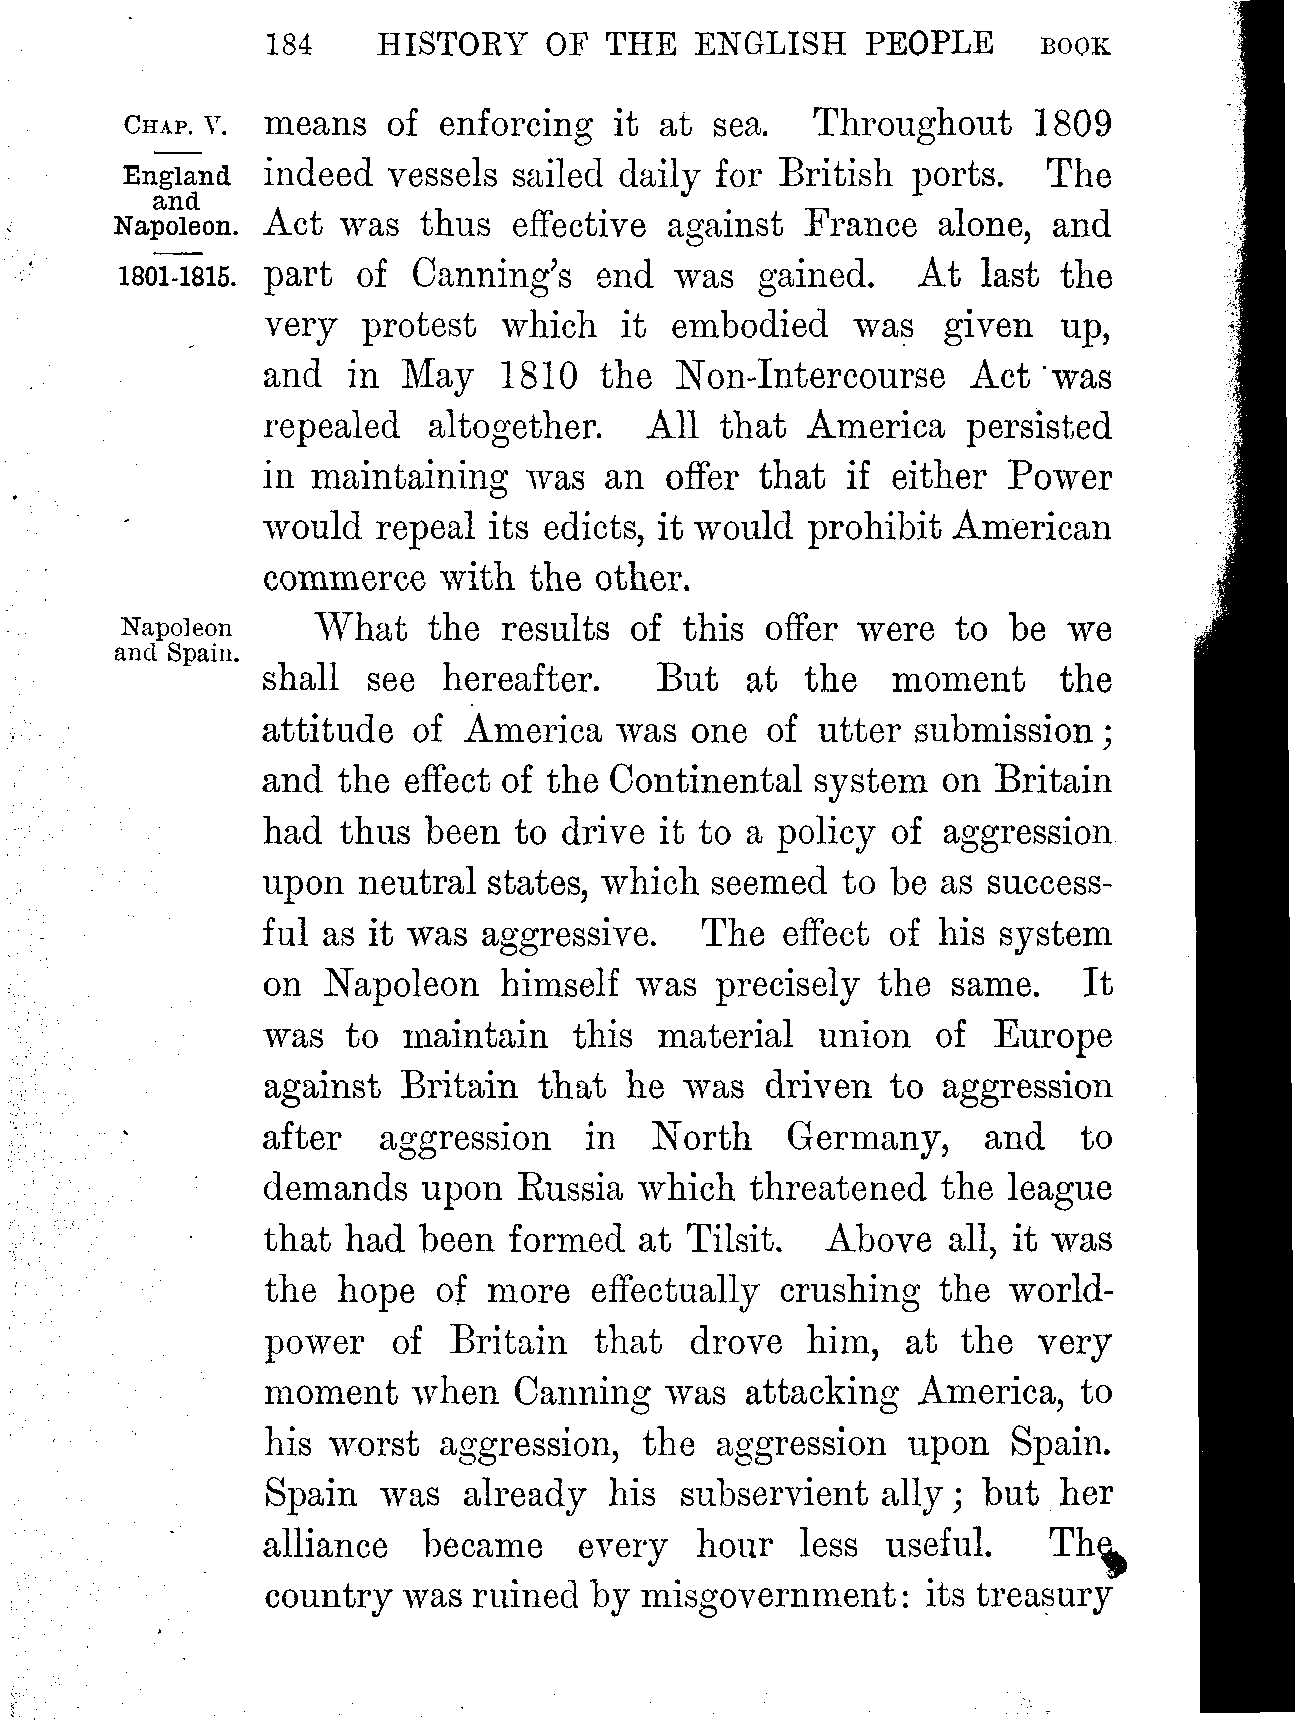 184 HISTORY OF THE ENGLISH PEOPLE BOOK
CHAP. V.
England
and
Napoleon.
1801-1815.
means of enforcing it at sea. Throughout 1809
indeed vessels sailed daily for British ports. The
Act was thus effective against France alone, and
part of Canning's end was gained. At last the
very protest which it embodied was given up,
and in May 1810 the Non-Intercourse Act was
repealed altogether. All that America persisted
in maintaining was an offer that if either Power
would repeal its edicts, it would prohibit American
commerce with the other.
Napoleon
and Spain.
What the results of this offer were to be we
shall see hereafter. But at the moment the
attitude of America was one of utter submission;
and the effect of the Continental system on Britain
had thus been to drive it to a policy of aggression
upon neutral states, which seemed to be as success-
ful as it was aggressive. The effect of his system
on Napoleon himself was precisely the same. It
was to maintain this material union of Europe
against Britain that he was driven to aggression
after aggression in North Germany, and to
demands upon Russia which threatened the league
that had been formed at Tilsit. Above all, it was
the hope of more effectually crushing the world-
power of Britain that drove him, at the very
moment when Canning was attacking America, to
his worst aggression, the aggression upon Spain.
Spain was already his subservient ally; but her
alliance became every hour less useful. The
country was ruined by misgovernment: its treasury